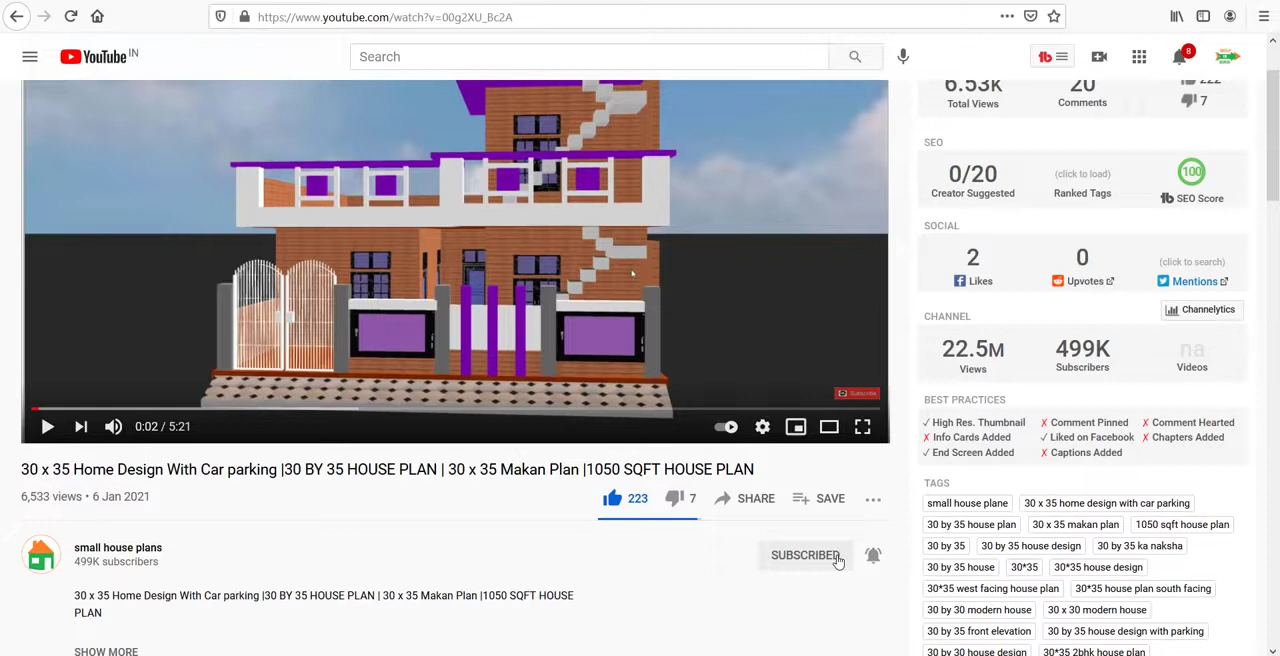 https://www.youtube.com/watch?v=00g2XU_Bc2A
YouTube IN
Search
tb
8
6.53K
Total Views
20
Comments
222
7
SEO
0/20
Creator Suggested
(click to load)
Ranked Tags
100
tb SEO Score
SOCIAL
2
Likes
0
Upvotes
(click to search)
Mentions
CHANNEL
Channelytics
22.5M
Views
499K
Subscribers
na
Videos
BEST PRACTICES
✓ High Res. Thumbnail
✗ Comment Pinned
✗ Comment Hearted
✗ Info Cards Added
✓ Liked on Facebook
✗ Chapters Added
✓ End Screen Added
✗ Captions Added
TAGS
small house plane
30 x 35 home design with car parking
30 by 35 house plan
30 x 35 makan plan
1050 sqft house plan
30 by 35
30 by 35 house design
30 by 35 ka naksha
30 by 35 house
30*35
30*35 house design
30*35 west facing house plan
30*35 house plan south facing
30 by 30 modern house
30 x 30 modern house
30 by 35 front elevation
30 by 35 house design with parking
30 by 30 house design
30*35 2bhk house plan
Subscribe
0:02 / 5:21
30 x 35 Home Design With Car parking |30 BY 35 HOUSE PLAN | 30 x 35 Makan Plan |1050 SQFT HOUSE PLAN
6,533 views • 6 Jan 2021
223
7
SHARE
SAVE
small house plans
499K subscribers
SUBSCRIBED
30 x 35 Home Design With Car parking |30 BY 35 HOUSE PLAN | 30 x 35 Makan Plan |1050 SQFT HOUSE
PLAN
SHOW MORE